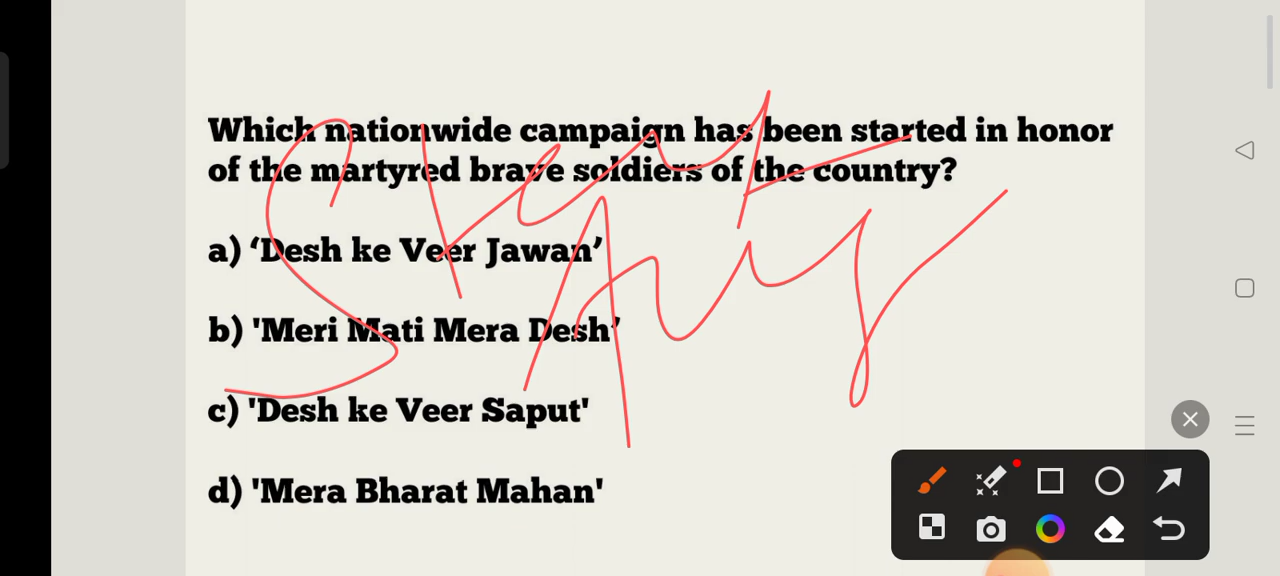 Which nationwide campaign has been started in honor
of the martyred brave soldiers of the country?
a) ‘Desh ke Veer Jawan’
b) 'Meri Mati Mera Desh’
c) 'Desh ke Veer Saput'
d) 'Mera Bharat Mahan'